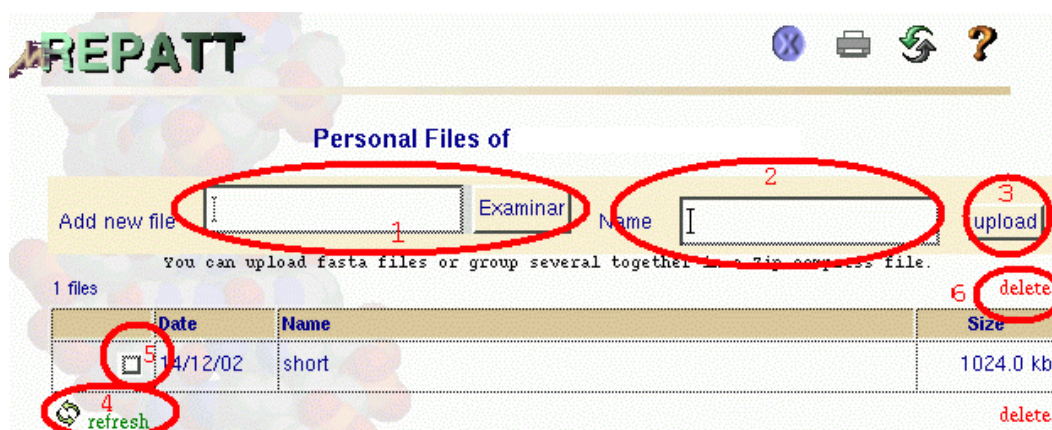 REPATT
X ?
Personal Files of
Add new file 1 Examinar Name 2 3 upload
You can upload fasta files or group several together in a Zip compress file.
1 files 6 delete
Date Name Size
5 14/12/02 short 1024.0 kb
4 refresh delete